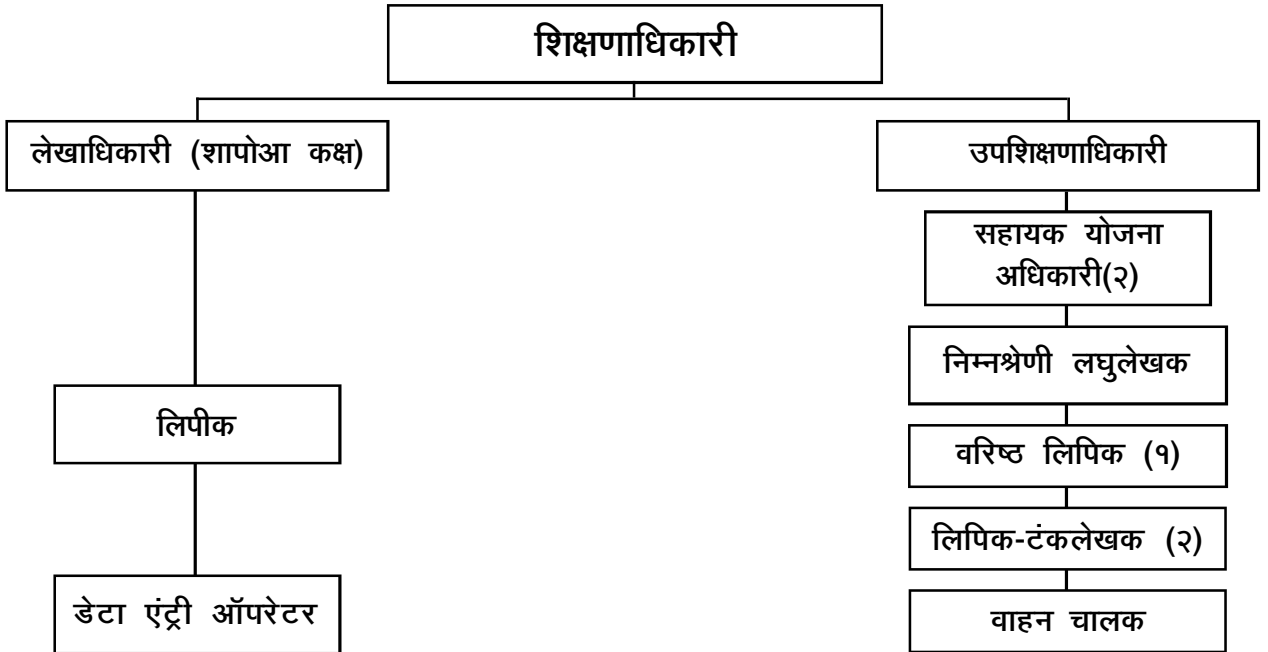 शिक्षणाधिकारी
लेखाधिकारी (शापोआ कक्ष)
उपशिक्षणाधिकारी
सहायक योजना
अधिकारी(२)
निम्नश्रेणी लघुलेखक
लिपीक
वरिष्ठ लिपिक (१)
लिपिक-टंकलेखक (२)
डेटा एंट्री ऑपरेटर
वाहन चालक